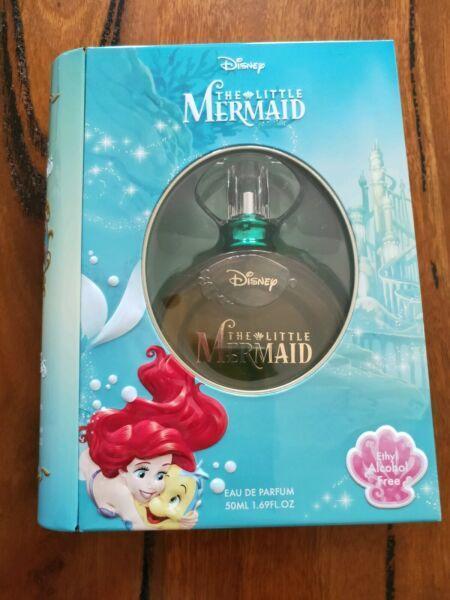 Disney
THE LITTLE
MERMAID
Disney
THE LITTLE
MERMAID
Ethyl
Alcohol
Free
EAU DE PARFUM
50ML 1.69FL.OZ